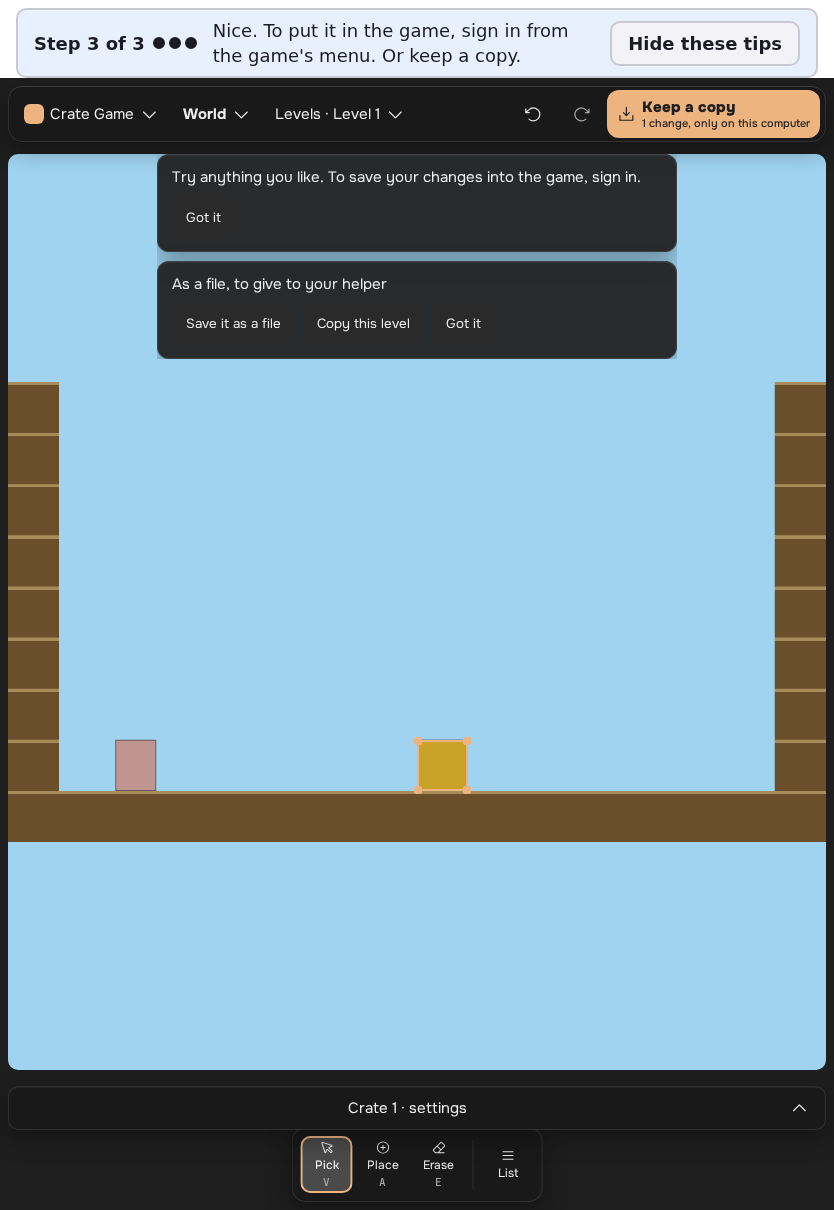 Step 3 of 3
Nice. To put it in the game, sign in from
the game's menu. Or keep a copy.
Hide these tips
Crate Game
World
Levels · Level 1
Keep a copy
1 change, only on this computer
Try anything you like. To save your changes into the game, sign in.
Got it
As a file, to give to your helper
Save it as a file
Copy this level
Got it
Crate 1 · settings
Pick
Place
Erase
List
V
A
E